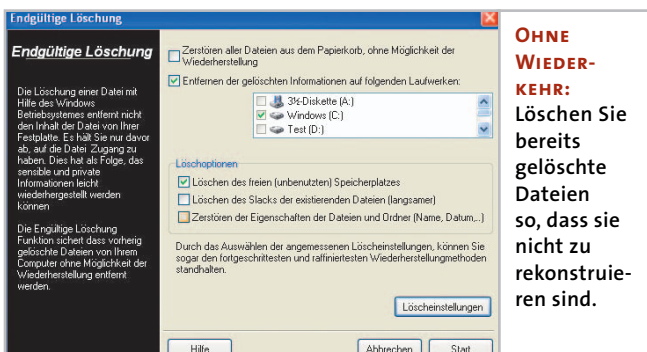 Endgültige Löschung
Endgültige Löschung
Die Löschung einer Datei mit
Hilfe des Windows
Betriebsystemes entfernt nicht
den Inhalt der Datei von Ihrer
Festplatte. Es hält Sie nur davor
ab, auf die Datei Zugang zu
haben. Dies hat als Folge, das
sensible und private
Informationen leicht
wiederhergestellt werden
können
Die Engültige Löschung
Funktion sichert dass vorherig
gelöschte Dateien von Ihrem
Computer ohne Möglichkeit der
Wiederherstellung entfernt
werden.
Zerstören aller Dateien aus dem Papierkorb, ohne Möglichkeit der
Wiederherstellung
Entfernen der gelöschten Informationen auf folgenden Laufwerken:
3½-Diskette (A:)
Windows (C:)
Test (D:)
Löschoptionen
Löschen des freien (unbenutzten) Speicherplatzes
Löschen des Slacks der existierenden Dateien (langsamer)
Zerstören der Eigenschaften der Dateien und Ordner (Name, Datum,..)
Durch das Auswählen der angemessenen Löscheinstellungen, können Sie
sogar den fortgeschrittesten und raffiniertesten Wiederherstellungmethoden
standhalten.
Löscheinstellungen
Hilfe
Abbrechen
Start
OHNE
WIEDER-
KEHR:
Löschen Sie
bereits
gelöschte
Dateien
so, dass sie
nicht zu
rekonstruie-
ren sind.